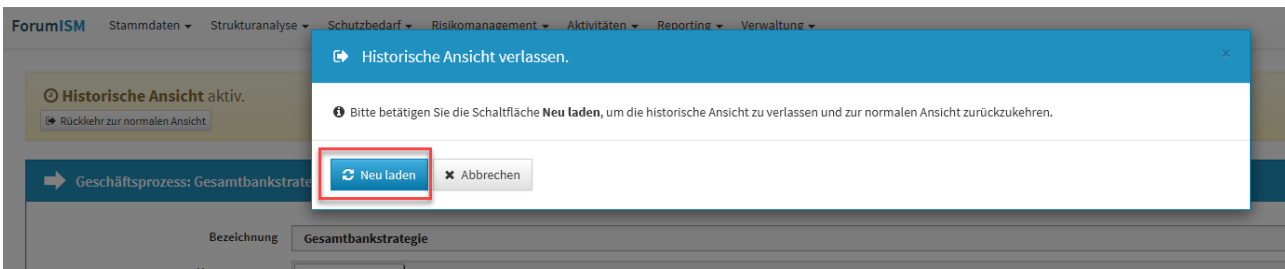 ForumISM Stammdaten Strukturanalyse Schutzbedarf Risikomanagement Aktivitäten Reporting Verwaltung
Historische Ansicht verlassen. ×
Historische Ansicht aktiv.
Rückkehr zur normalen Ansicht
Bitte betätigen Sie die Schaltfläche Neu laden, um die historische Ansicht zu verlassen und zur normalen Ansicht zurückzukehren.
Neu laden Abbrechen
Geschäftsprozess: Gesamtbankstrate
Bezeichnung Gesamtbankstrategie